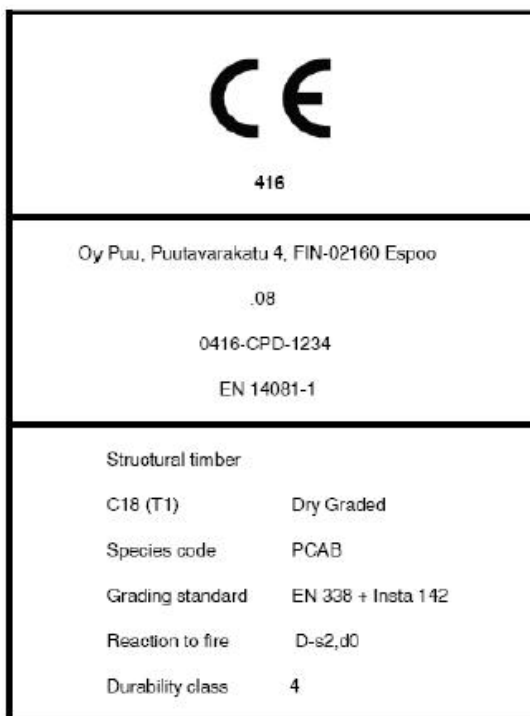 CE
416
Oy Puu, Puutavarakatu 4, FIN-02160 Espoo
.08
0416-CPD-1234
EN 14081-1
Structural timber
C18 (T1) Dry Graded
Species code PCAB
Grading standard EN 338 + Insta 142
Reaction to fire D-s2,d0
Durability class 4